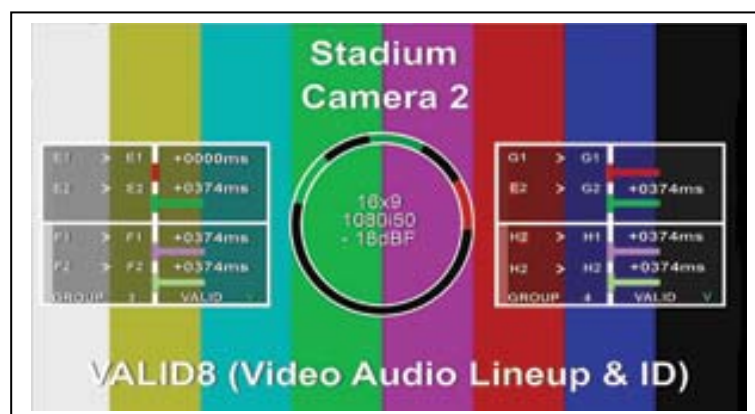 Stadium
Camera 2
E1 > E1 +0000ms
E2 > E2 +0374ms
F1 > F1 +0374ms
F2 > F2 +0374ms
GROUP 3 VALID V
16x9
1080i50
- 18dBF
G1 > G1
E2 > G2 +0374ms
H2 > H1 +0374ms
H2 > H2 +0374ms
GROUP 4 VALID V
VALID8 (Video Audio Lineup & ID)